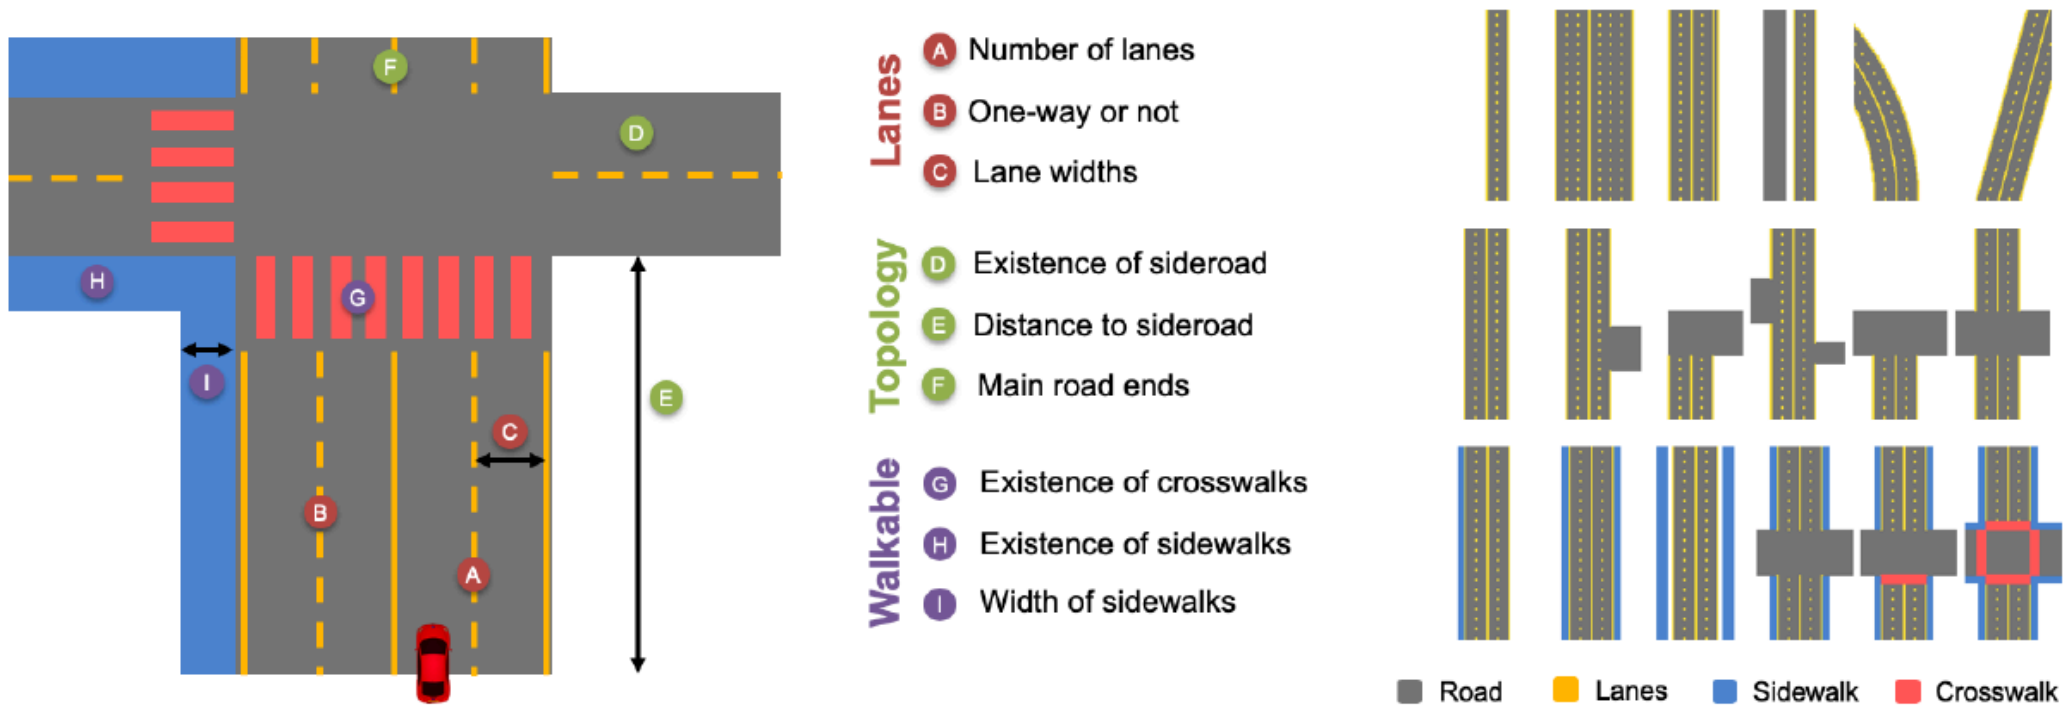 F
D
H
G
I
E
C
B
A
Lanes
A Number of lanes
B One-way or not
C Lane widths
Topology
D Existence of sideroad
E Distance to sideroad
F Main road ends
Walkable
G Existence of crosswalks
H Existence of sidewalks
I Width of sidewalks
Road Lanes Sidewalk Crosswalk